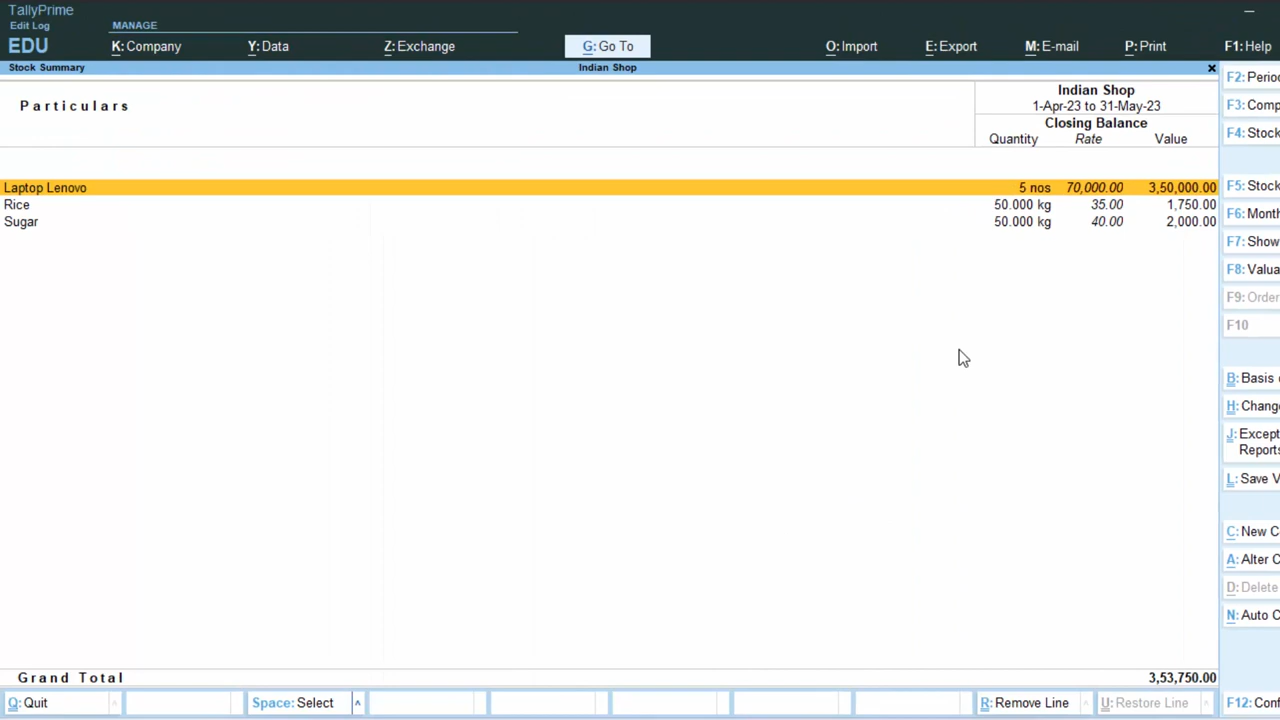 TallyPrime
Edit Log
EDU
MANAGE
K: Company
Y: Data
Z: Exchange
G: Go To
O: Import
E: Export
M: E-mail
P: Print
F1: Help
Stock Summary
Indian Shop
Particulars
Indian Shop
1-Apr-23 to 31-May-23
Closing Balance
Quantity Rate Value
Laptop Lenovo 5 nos 70,000.00 3,50,000.00
Rice 50.000 kg 35.00 1,750.00
Sugar 50.000 kg 40.00 2,000.00
Grand Total 3,53,750.00
F2: Perio
F3: Comp
F4: Stock
F5: Stock
F6: Month
F7: Show
F8: Valua
F9: Order
F10
B: Basis
H: Change
J: Except
Reports
L: Save V
C: New C
A: Alter C
D: Delete
N: Auto C
F12: Conf
Q: Quit
Space: Select
R: Remove Line
U: Restore Line